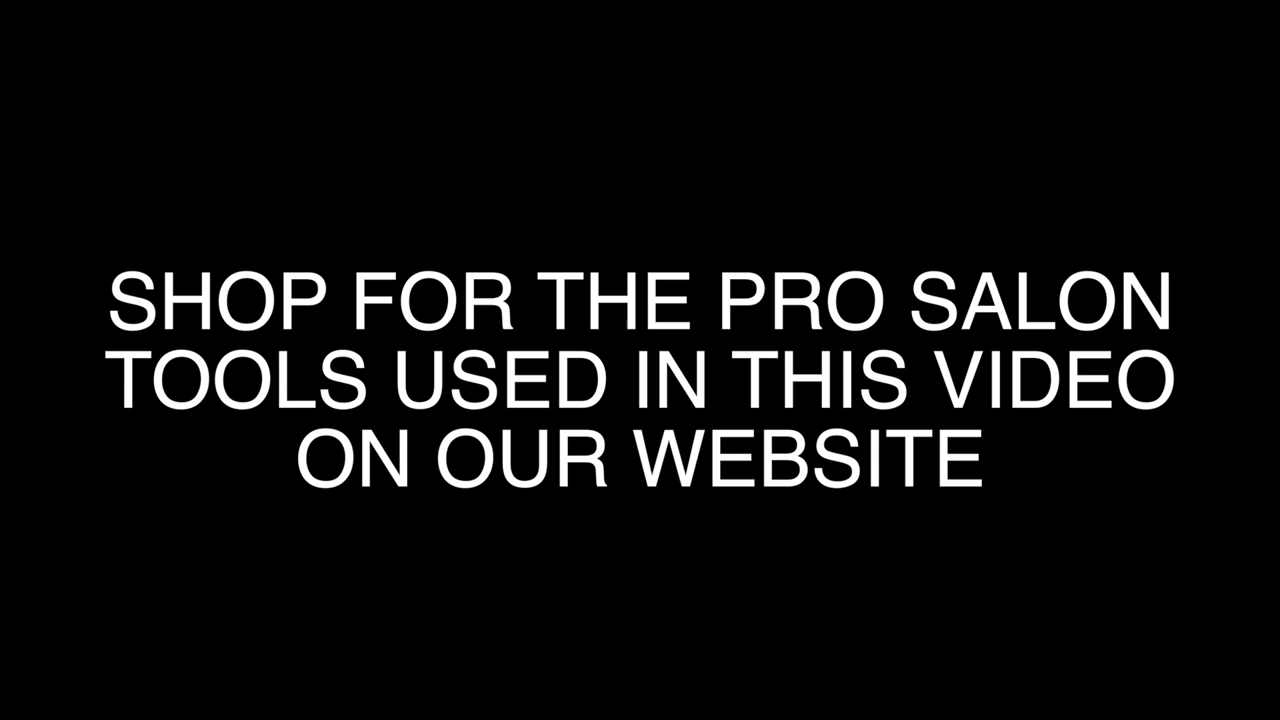 SHOP FOR THE PRO SALON
TOOLS USED IN THIS VIDEO
ON OUR WEBSITE